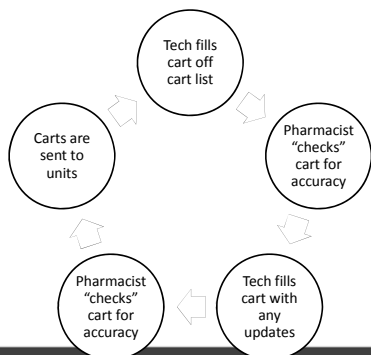 Tech fills
cart off
cart list
Pharmacist
“checks”
cart for
accuracy
Tech fills
cart with
any
updates
Pharmacist
“checks”
cart for
accuracy
Carts are
sent to
units